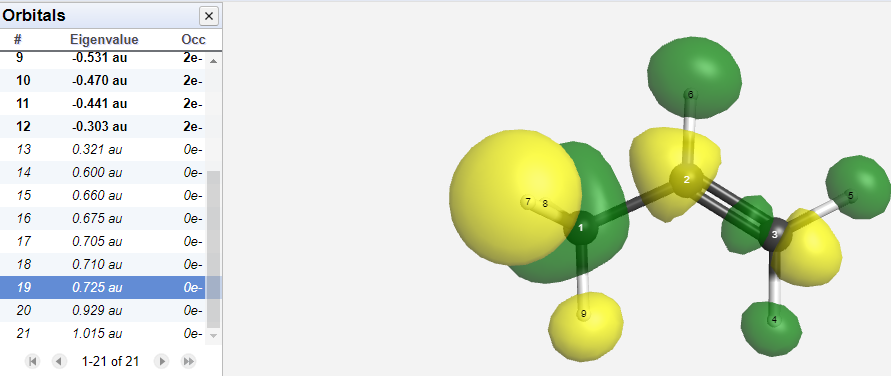 Orbitals
# Eigenvalue Occ
9 -0.531 au 2e-
10 -0.470 au 2e-
11 -0.441 au 2e-
12 -0.303 au 2e-
13 0.321 au 0e-
14 0.600 au 0e-
15 0.660 au 0e-
16 0.675 au 0e-
17 0.705 au 0e-
18 0.710 au 0e-
19 0.725 au 0e-
20 0.929 au 0e-
21 1.015 au 0e-
1-21 of 21
6
2
7 8
5
1
3
9
4